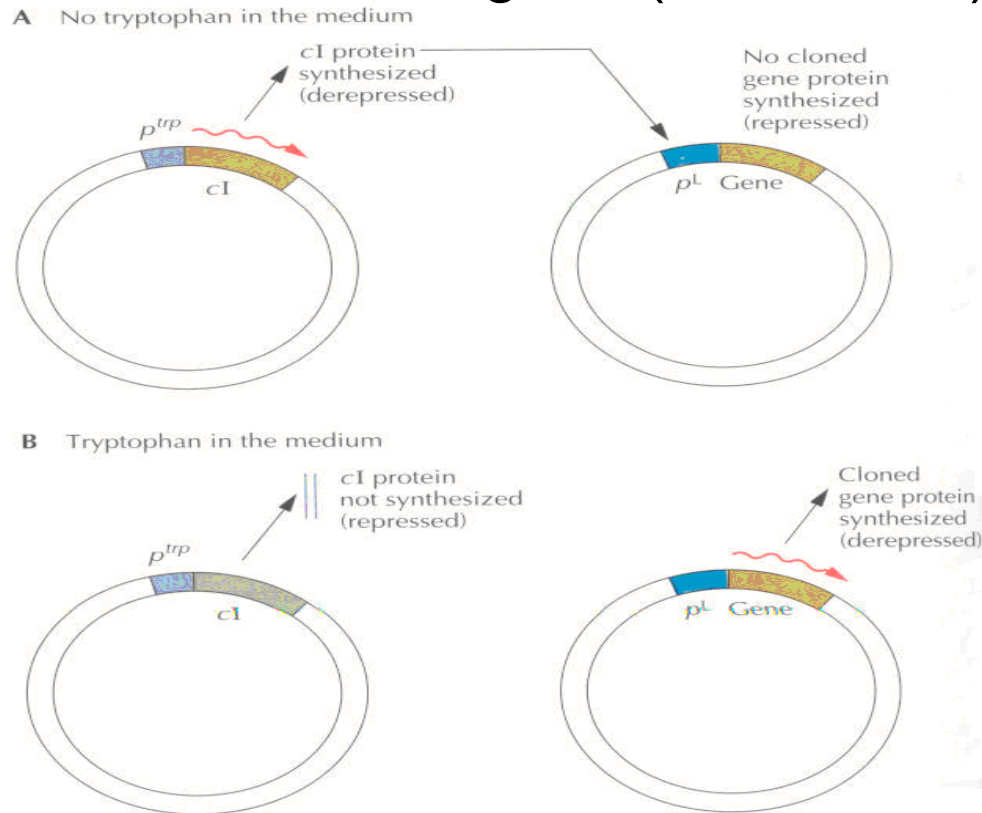 A No tryptophan in the medium
cI protein
synthesized
(derepressed)
No cloned
gene protein
synthesized
(repressed)
p^trp
cI
p^L Gene
B Tryptophan in the medium
cI protein
not synthesized
(repressed)
Cloned
gene protein
synthesized
(derepressed)
p^trp
cI
p^L Gene